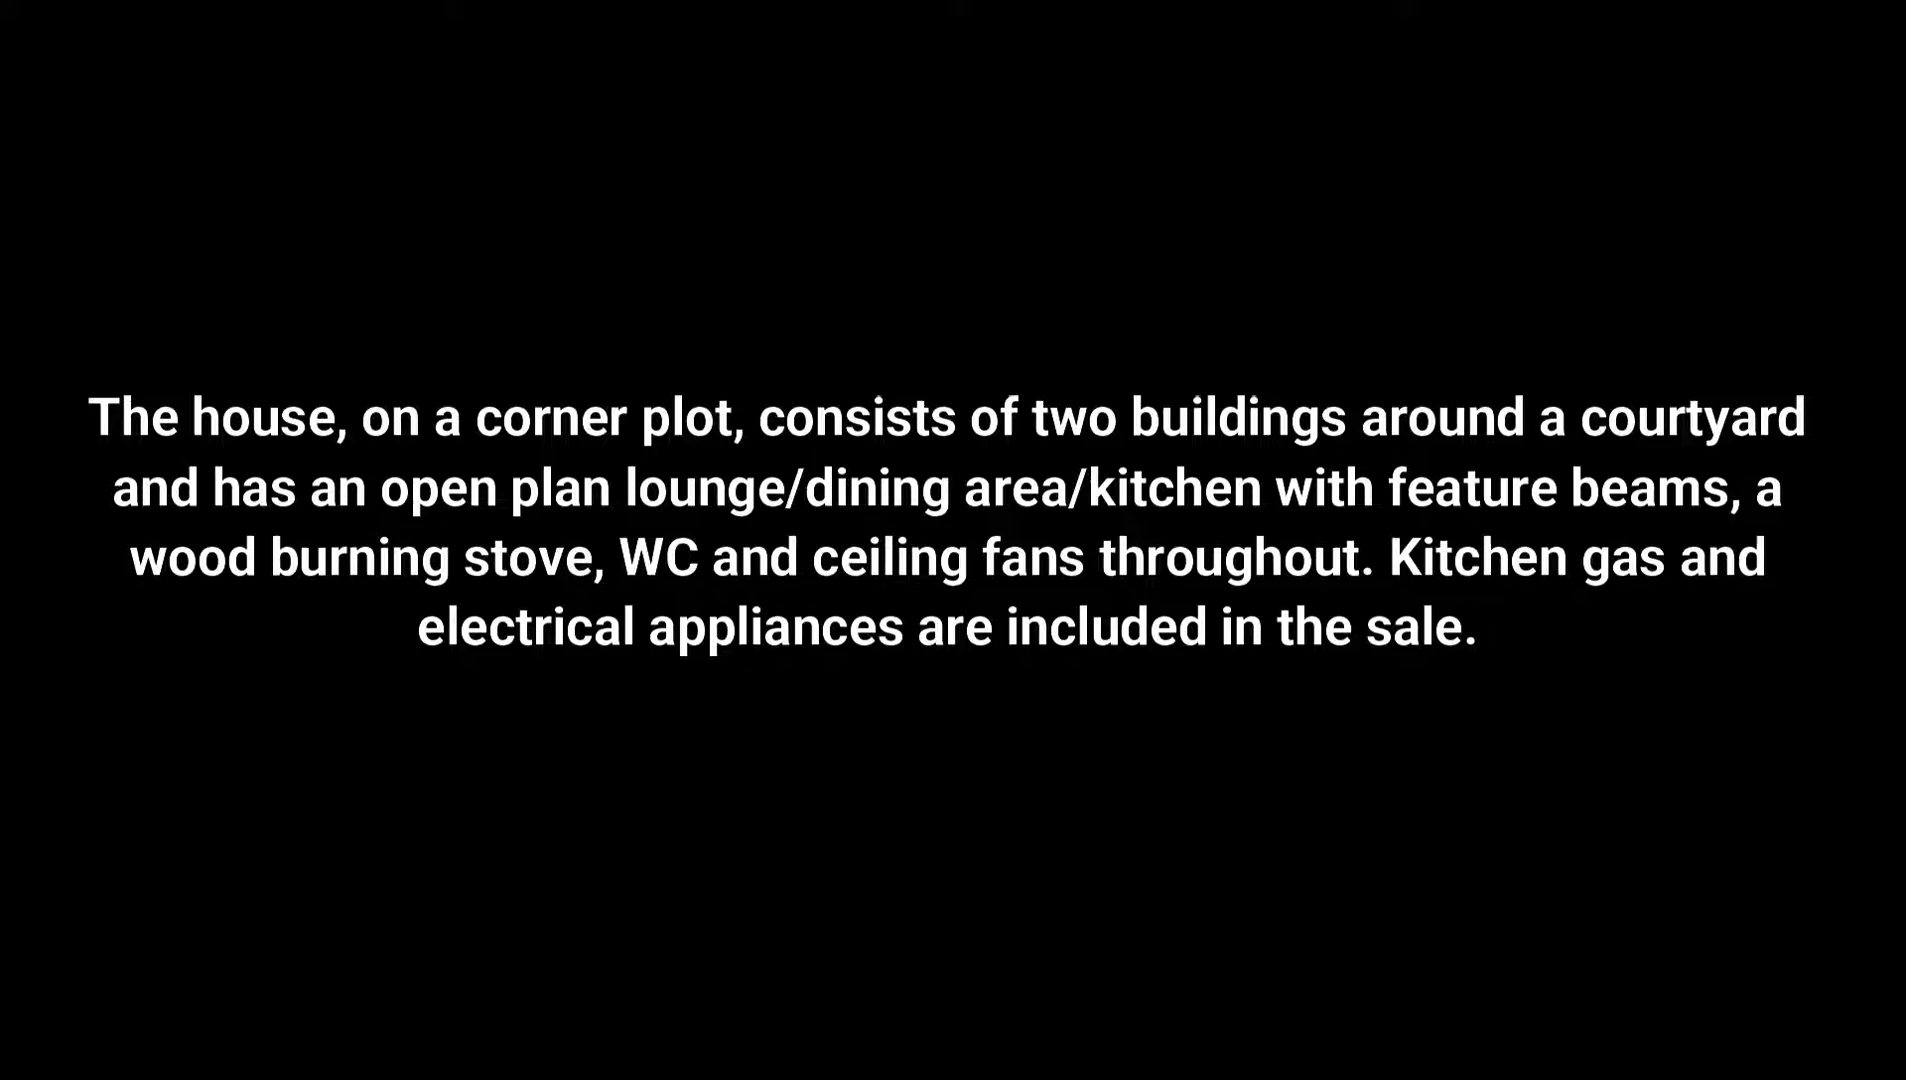 The house, on a corner plot, consists of two buildings around a courtyard
and has an open plan lounge/dining area/kitchen with feature beams, a
wood burning stove, WC and ceiling fans throughout. Kitchen gas and
electrical appliances are included in the sale.